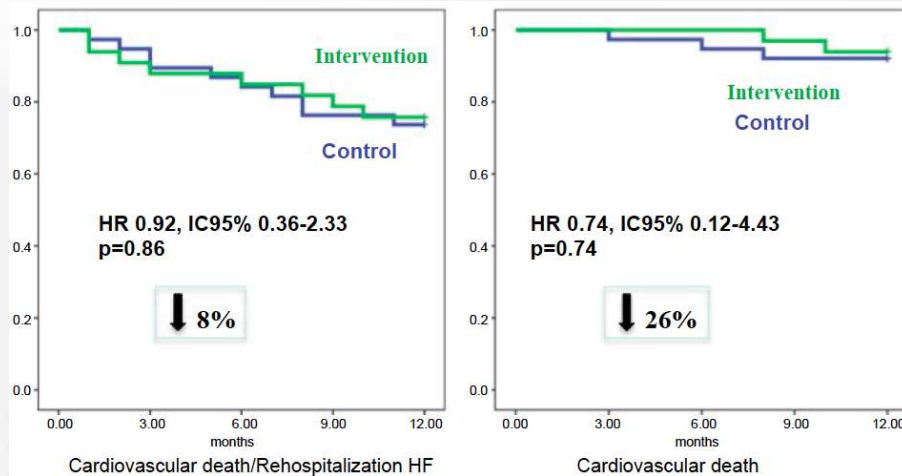 1.0
0.8
0.6
0.4
0.2
0.0
Intervention
Control
HR 0.92, IC95% 0.36-2.33
p=0.86
8%
0.00 3.00 6.00 9.00 12.00
months
Cardiovascular death/Rehospitalization HF
1.0
0.8
0.6
0.4
0.2
0.0
Intervention
Control
HR 0.74, IC95% 0.12-4.43
p=0.74
26%
0.00 3.00 6.00 9.00 12.00
months
Cardiovascular death